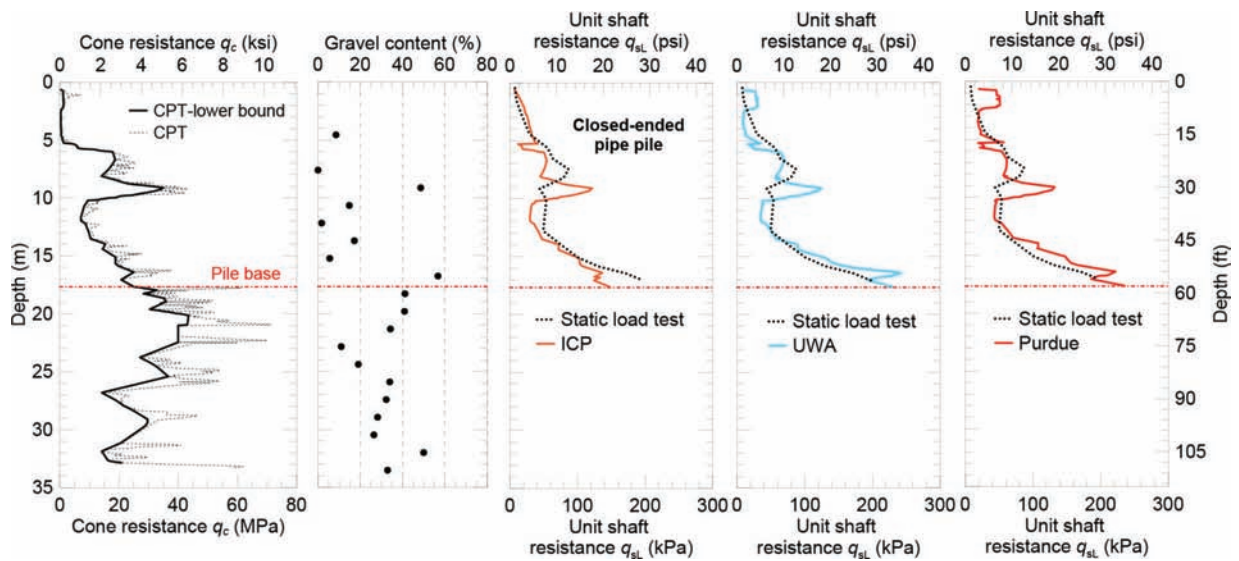 Cone resistance qc (ksi)
0 2 4 6 8 10
Gravel content (%)
0 20 40 60 80
Unit shaft
resistance qsL (psi)
0 10 20 30 40
Unit shaft
resistance qsL (psi)
0 10 20 30 40
Unit shaft
resistance qsL (psi)
0 10 20 30 40
Depth (m)
0
5
10
15
20
25
30
35
CPT-lower bound
CPT
Pile base
Closed-ended
pipe pile
Static load test
ICP
Static load test
UWA
Static load test
Purdue
0
15
30
45
60
75
90
105
Depth (ft)
0 20 40 60 80
Cone resistance qc (MPa)
0 100 200 300
Unit shaft
resistance qsL (kPa)
0 100 200 300
Unit shaft
resistance qsL (kPa)
0 100 200 300
Unit shaft
resistance qsL (kPa)